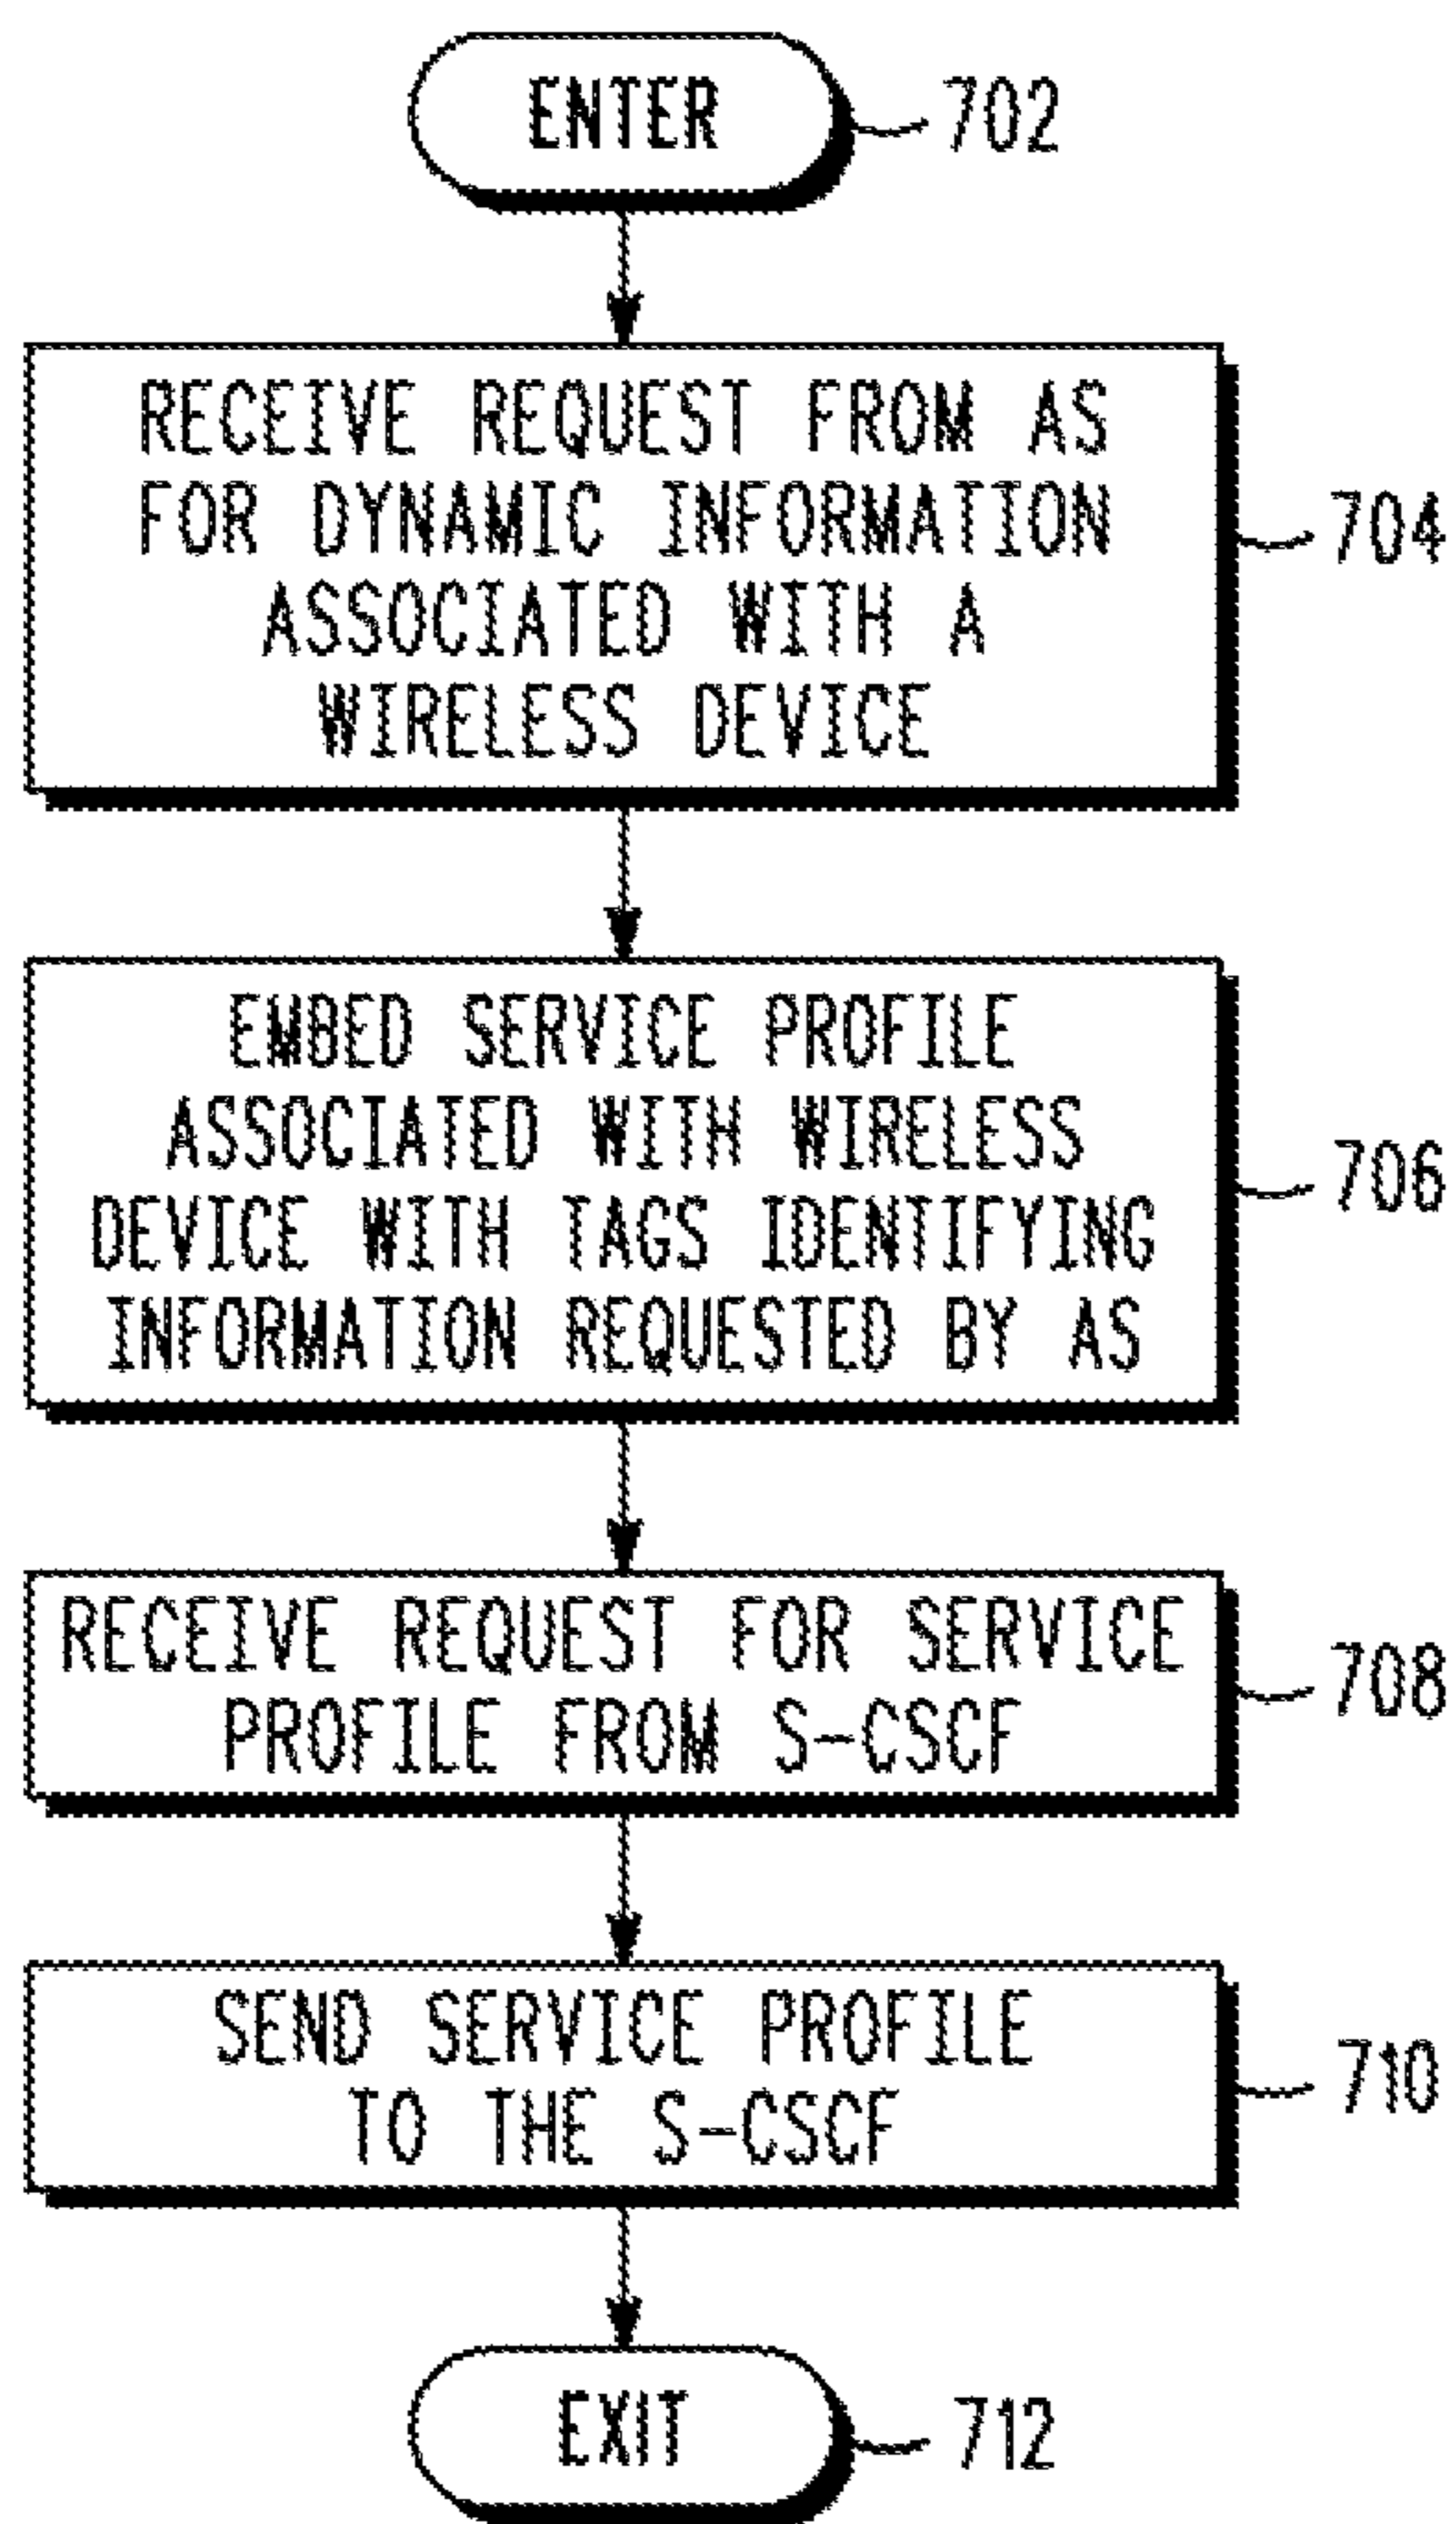 ENTER
702
RECEIVE REQUEST FROM AS
FOR DYNAMIC INFORMATION
ASSOCIATED WITH A
WIRELESS DEVICE
704
EMBED SERVICE PROFILE
ASSOCIATED WITH WIRELESS
DEVICE WITH TAGS IDENTIFYING
INFORMATION REQUESTED BY AS
706
RECEIVE REQUEST FOR SERVICE
PROFILE FROM S-CSCF
708
SEND SERVICE PROFILE
TO THE S-CSCF
710
EXIT
712